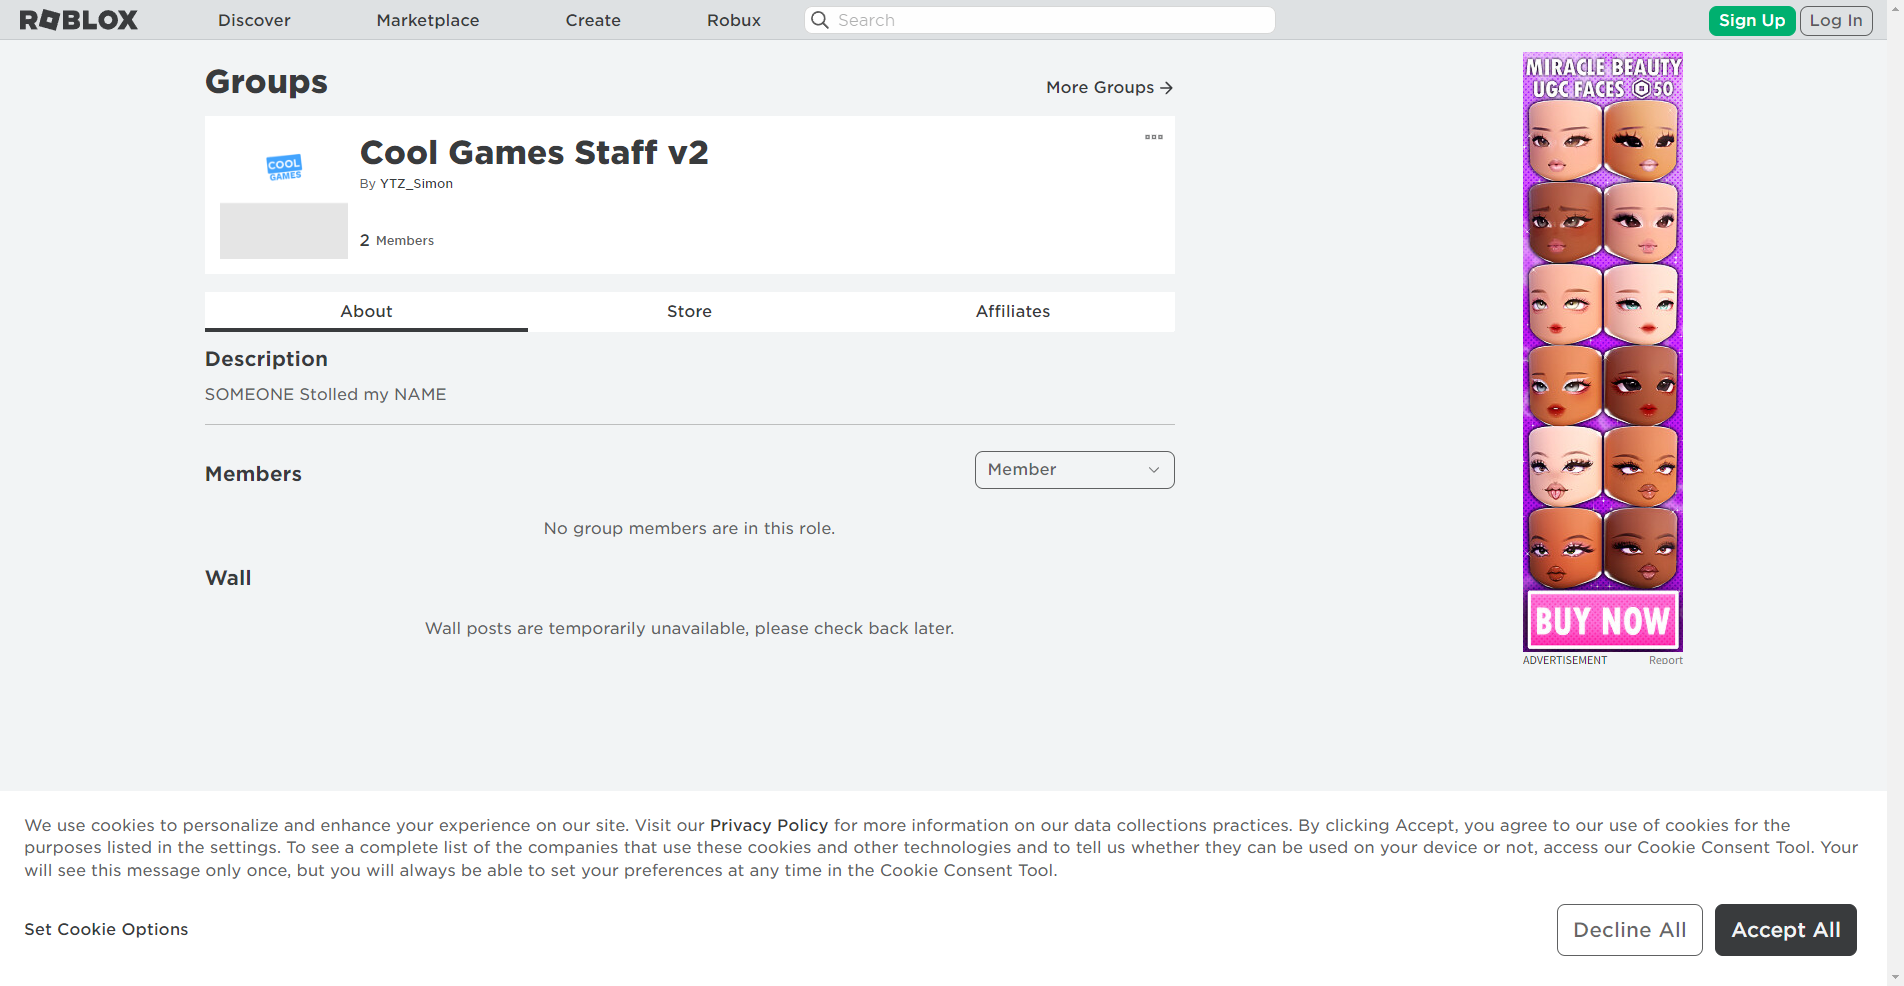 ROBLOX
Discover
Marketplace
Create
Robux
Search
Sign Up
Log In
Groups
More Groups →
COOL
GAMES
Cool Games Staff v2
By YTZ_Simon
2 Members
About
Store
Affiliates
Description
SOMEONE Stolled my NAME
Members
Member
No group members are in this role.
Wall
Wall posts are temporarily unavailable, please check back later.
MIRACLE BEAUTY
UGC FACES 50
BUY NOW
ADVERTISEMENT
Report
We use cookies to personalize and enhance your experience on our site. Visit our Privacy Policy for more information on our data collections practices. By clicking Accept, you agree to our use of cookies for the
purposes listed in the settings. To see a complete list of the companies that use these cookies and other technologies and to tell us whether they can be used on your device or not, access our Cookie Consent Tool. Your
will see this message only once, but you will always be able to set your preferences at any time in the Cookie Consent Tool.
Set Cookie Options
Decline All
Accept All